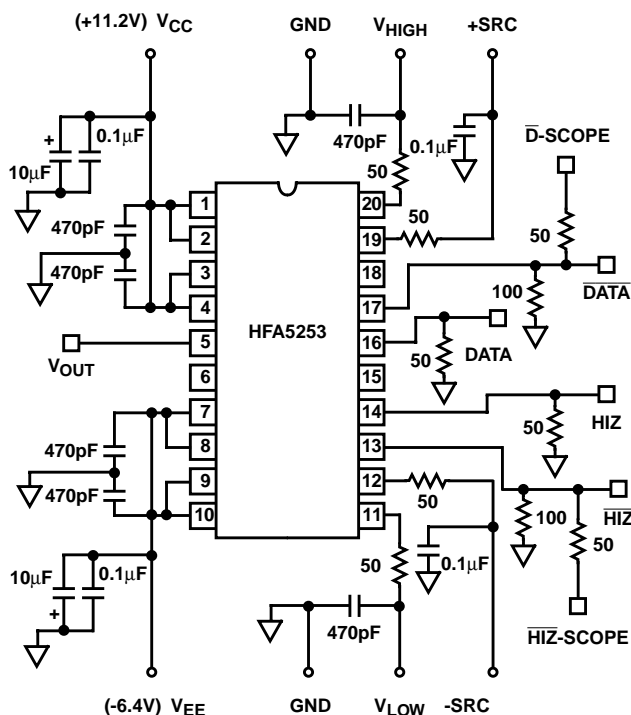 (+11.2V) VCC
GND
VHIGH
+SRC
+
0.1µF
10µF
470pF
0.1µF
D̅-SCOPE
50
470pF
470pF
50
50
1
2
3
4
5
6
7
8
9
10
HFA5253
20
19
18
17
16
15
14
13
12
11
100
D̅A̅T̅A̅
50
DATA
VOUT
HIZ
50
470pF
470pF
50
100
H̅I̅Z̅
50
10µF
0.1µF
+
50
0.1µF
470pF
H̅I̅Z̅-SCOPE
(-6.4V) VEE
GND
VLOW
-SRC